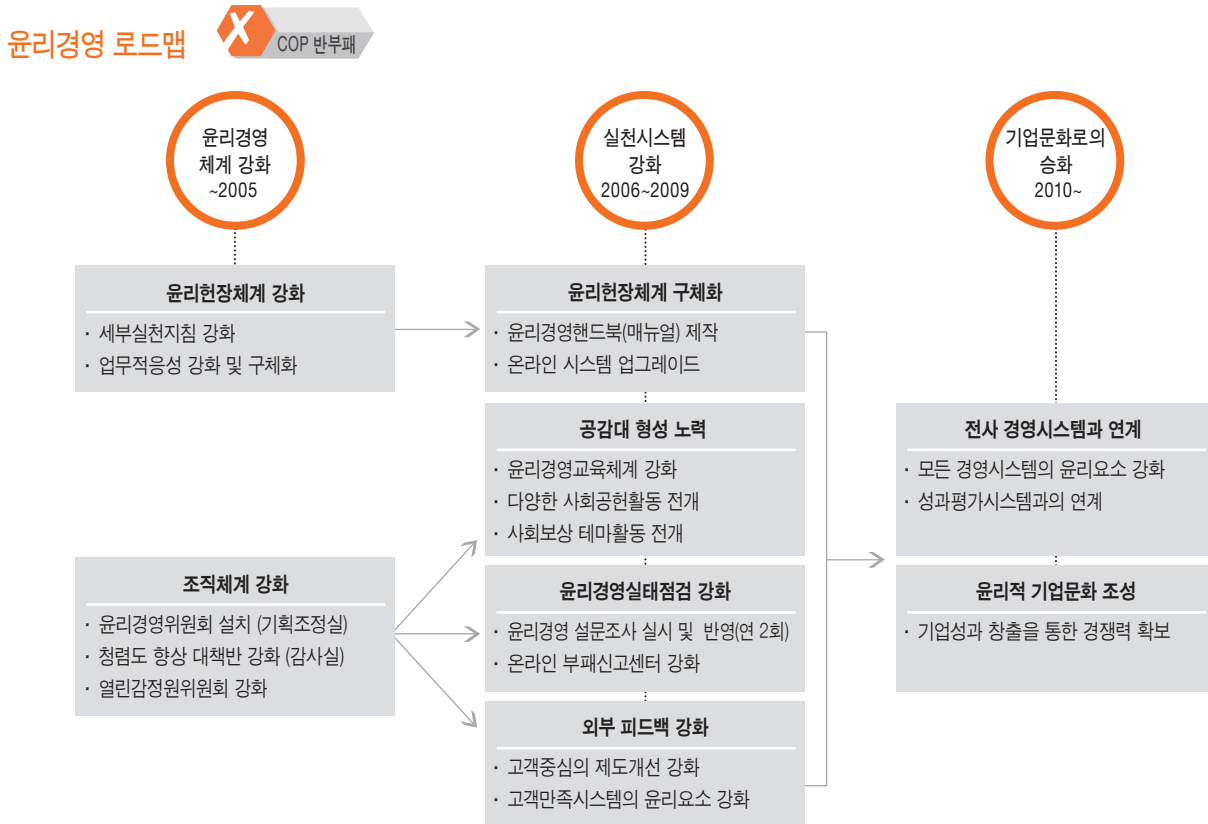 윤리경영 로드맵
X
COP 반부패
윤리경영
체계 강화
~2005
실천시스템
강화
2006~2009
기업문화로의
승화
2010~
윤리헌장체계 강화
· 세부실천지침 강화
· 업무적응성 강화 및 구체화
조직체계 강화
· 윤리경영위원회 설치 (기획조정실)
· 청렴도 향상 대책반 강화 (감사실)
· 열린감정원위원회 강화
윤리헌장체계 구체화
· 윤리경영핸드북(매뉴얼) 제작
· 온라인 시스템 업그레이드
공감대 형성 노력
· 윤리경영교육체계 강화
· 다양한 사회공헌활동 전개
· 사회보상 테마활동 전개
윤리경영실태점검 강화
· 윤리경영 설문조사 실시 및 반영(연 2회)
· 온라인 부패신고센터 강화
외부 피드백 강화
· 고객중심의 제도개선 강화
· 고객만족시스템의 윤리요소 강화
전사 경영시스템과 연계
· 모든 경영시스템의 윤리요소 강화
· 성과평가시스템과의 연계
윤리적 기업문화 조성
· 기업성과 창출을 통한 경쟁력 확보